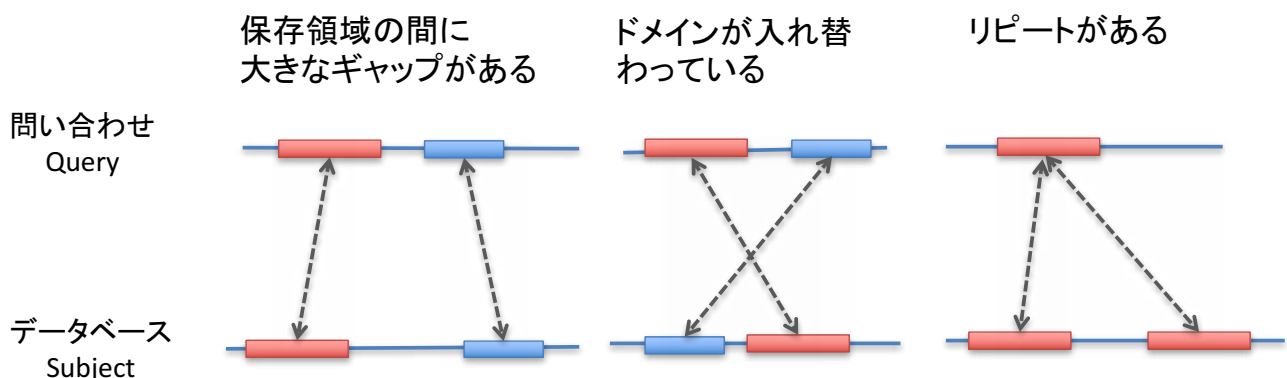 保存領域の間に
大きなギャップがある
ドメインが入れ替
わっている
リピートがある
問い合わせ
Query
データベース
Subject